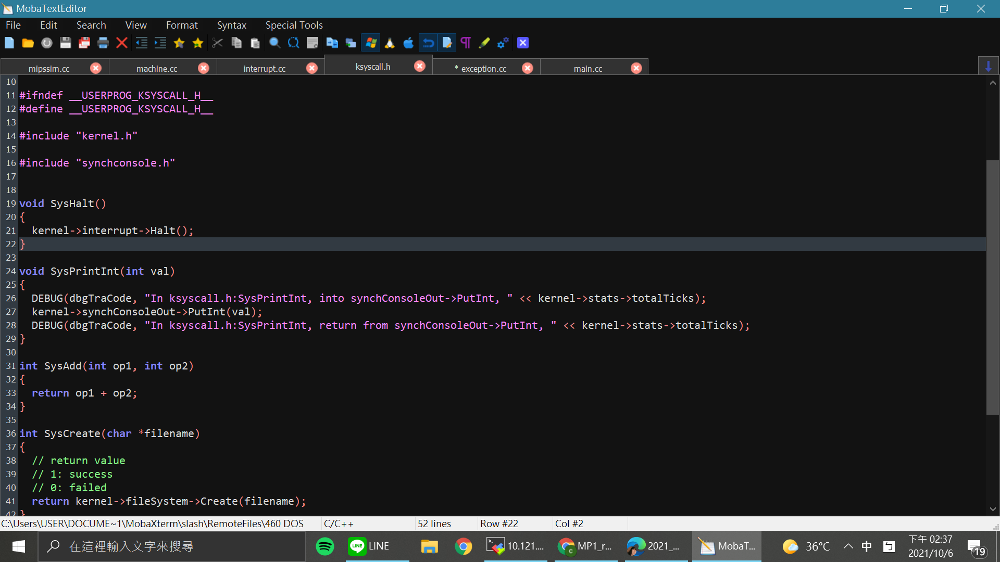 MobaTextEditor
File Edit Search View Format Syntax Special Tools
mipssim.cc machine.cc interrupt.cc ksyscall.h * exception.cc main.cc
10
11 #ifndef __USERPROG_KSYSCALL_H__
12 #define __USERPROG_KSYSCALL_H__
13
14 #include "kernel.h"
15
16 #include "synchconsole.h"
17
18
19 void SysHalt()
20 {
21   kernel->interrupt->Halt();
22 }
23
24 void SysPrintInt(int val)
25 {
26   DEBUG(dbgTraCode, "In ksyscall.h:SysPrintInt, into synchConsoleOut->PutInt, " << kernel->stats->totalTicks);
27   kernel->synchConsoleOut->PutInt(val);
28   DEBUG(dbgTraCode, "In ksyscall.h:SysPrintInt, return from synchConsoleOut->PutInt, " << kernel->stats->totalTicks);
29 }
30
31 int SysAdd(int op1, int op2)
32 {
33   return op1 + op2;
34 }
35
36 int SysCreate(char *filename)
37 {
38   // return value
39   // 1: success
40   // 0: failed
41   return kernel->fileSystem->Create(filename);
42 }
C:\Users\USER\DOCUME~1\MobaXterm\slash\RemoteFiles\460 DOS C/C++ 52 lines Row #22 Col #2
在這裡輸入文字來搜尋 LINE LINE 10.121.... MP1_r... 2021_... MobaT... 36°C 中 ㄅ 下午 02:37
2021/10/6 19